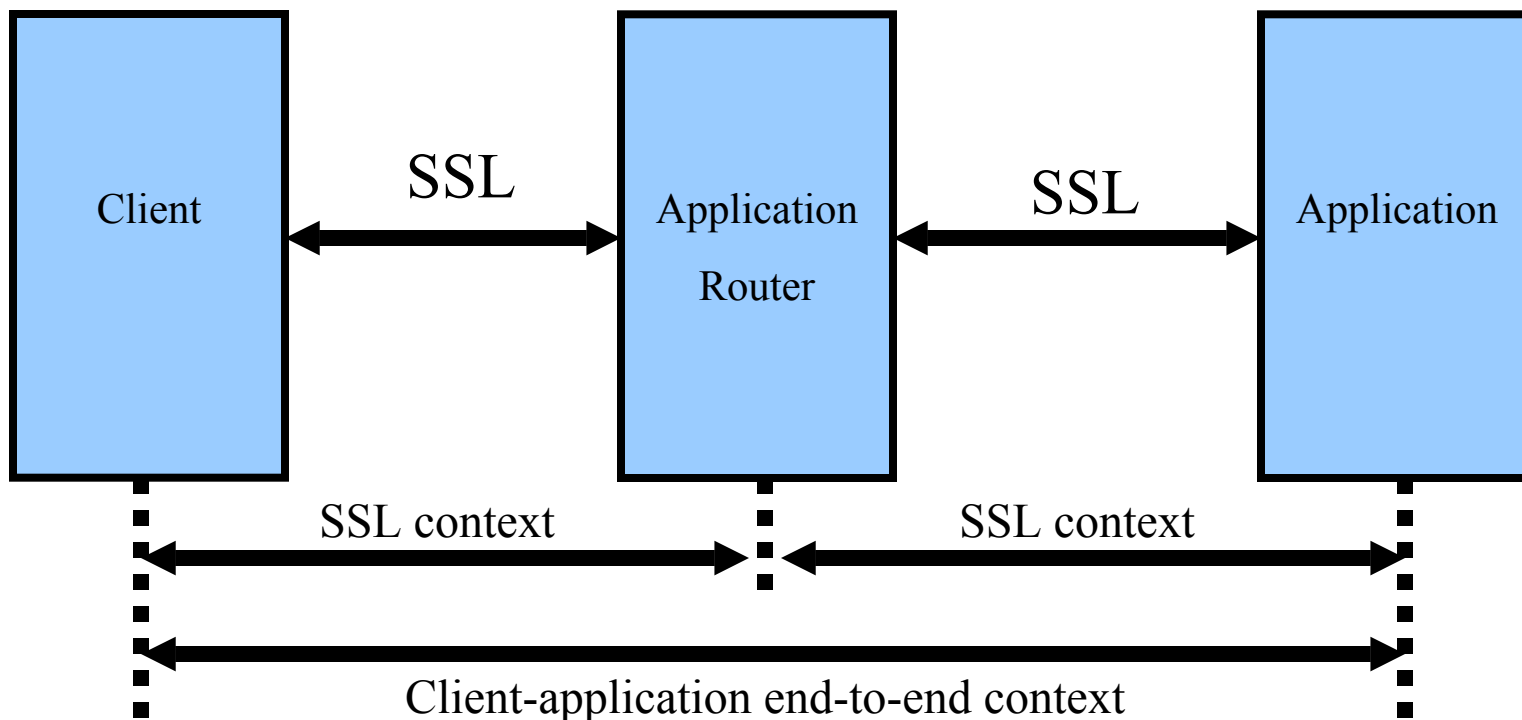 Client
SSL
Application
Router
SSL
Application
SSL context
SSL context
Client-application end-to-end context